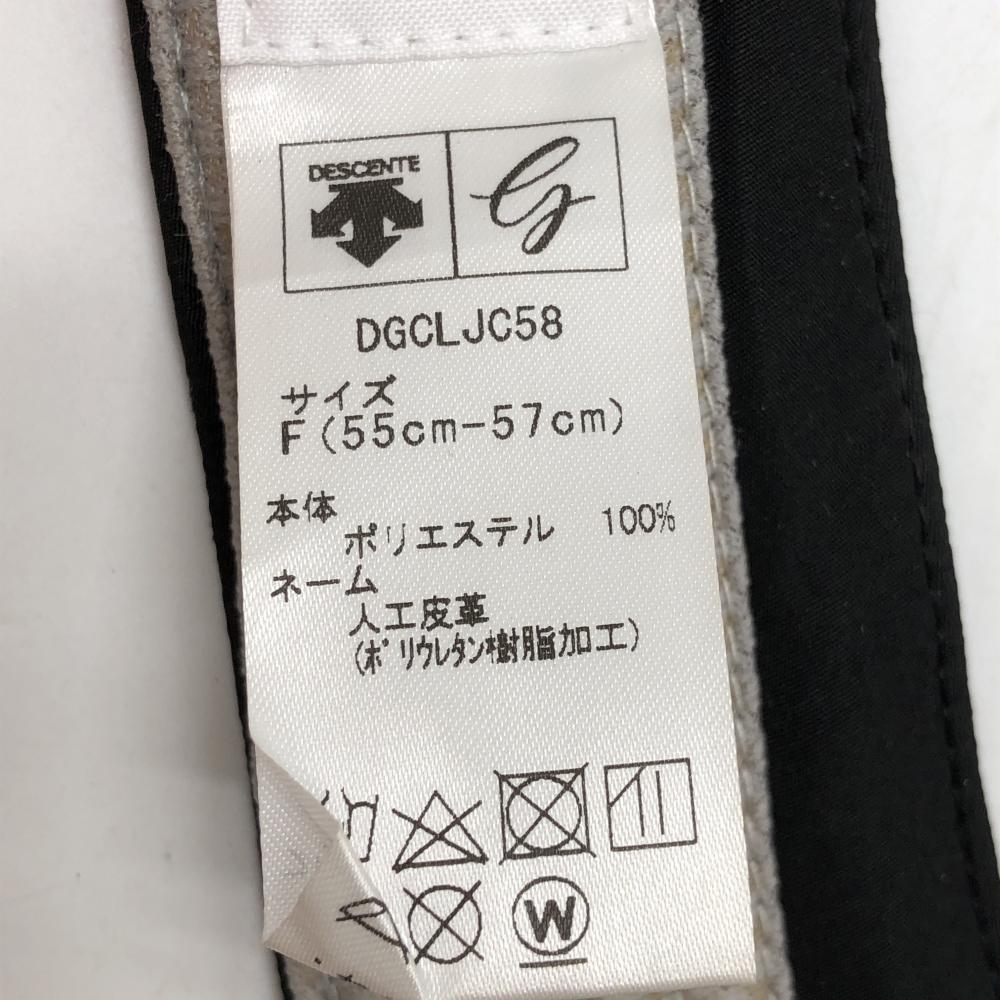 DESCENTE G
DGCLJC58
サイズ
F(55cm-57cm)
本体
ポリエステル 100%
ネーム
人工皮革
(ポリウレタン樹脂加工)
W